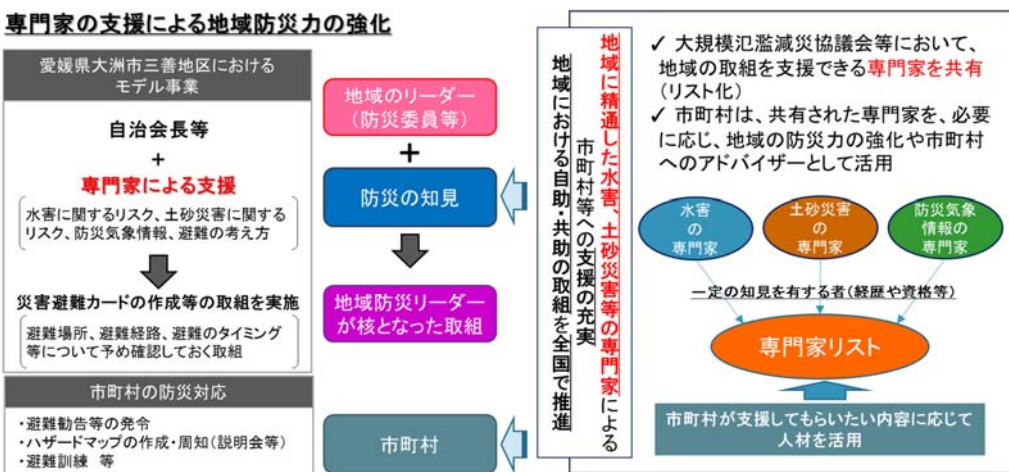 専門家の支援による地域防災力の強化
愛媛県大洲市三善地区における
モデル事業
自治会長等
+
専門家による支援
水害に関するリスク、土砂災害に関する
リスク、防災気象情報、避難の考え方
災害避難カードの作成等の取組を実施
避難場所、避難経路、避難のタイミング
等について予め確認しておく取組
市町村の防災対応
・避難勧告等の発令
・ハザードマップの作成・周知(説明会等)
・避難訓練 等
地域のリーダー
(防災委員等)
+
防災の知見
地域防災リーダー
が核となった取組
市町村
地域に精通した水害、土砂災害等の専門家による
市町村等への支援の充実
地域における自助・共助の取組を全国で推進
✓ 大規模氾濫減災協議会等において、
地域の取組を支援できる専門家を共有
(リスト化)
✓ 市町村は、共有された専門家を、必要
に応じ、地域の防災力の強化や市町村
へのアドバイザーとして活用
水害
の
専門家
土砂災害
の
専門家
防災気象
情報の
専門家
一定の知見を有する者(経歴や資格等)
専門家リスト
市町村が支援してもらいたい内容に応じて
人材を活用